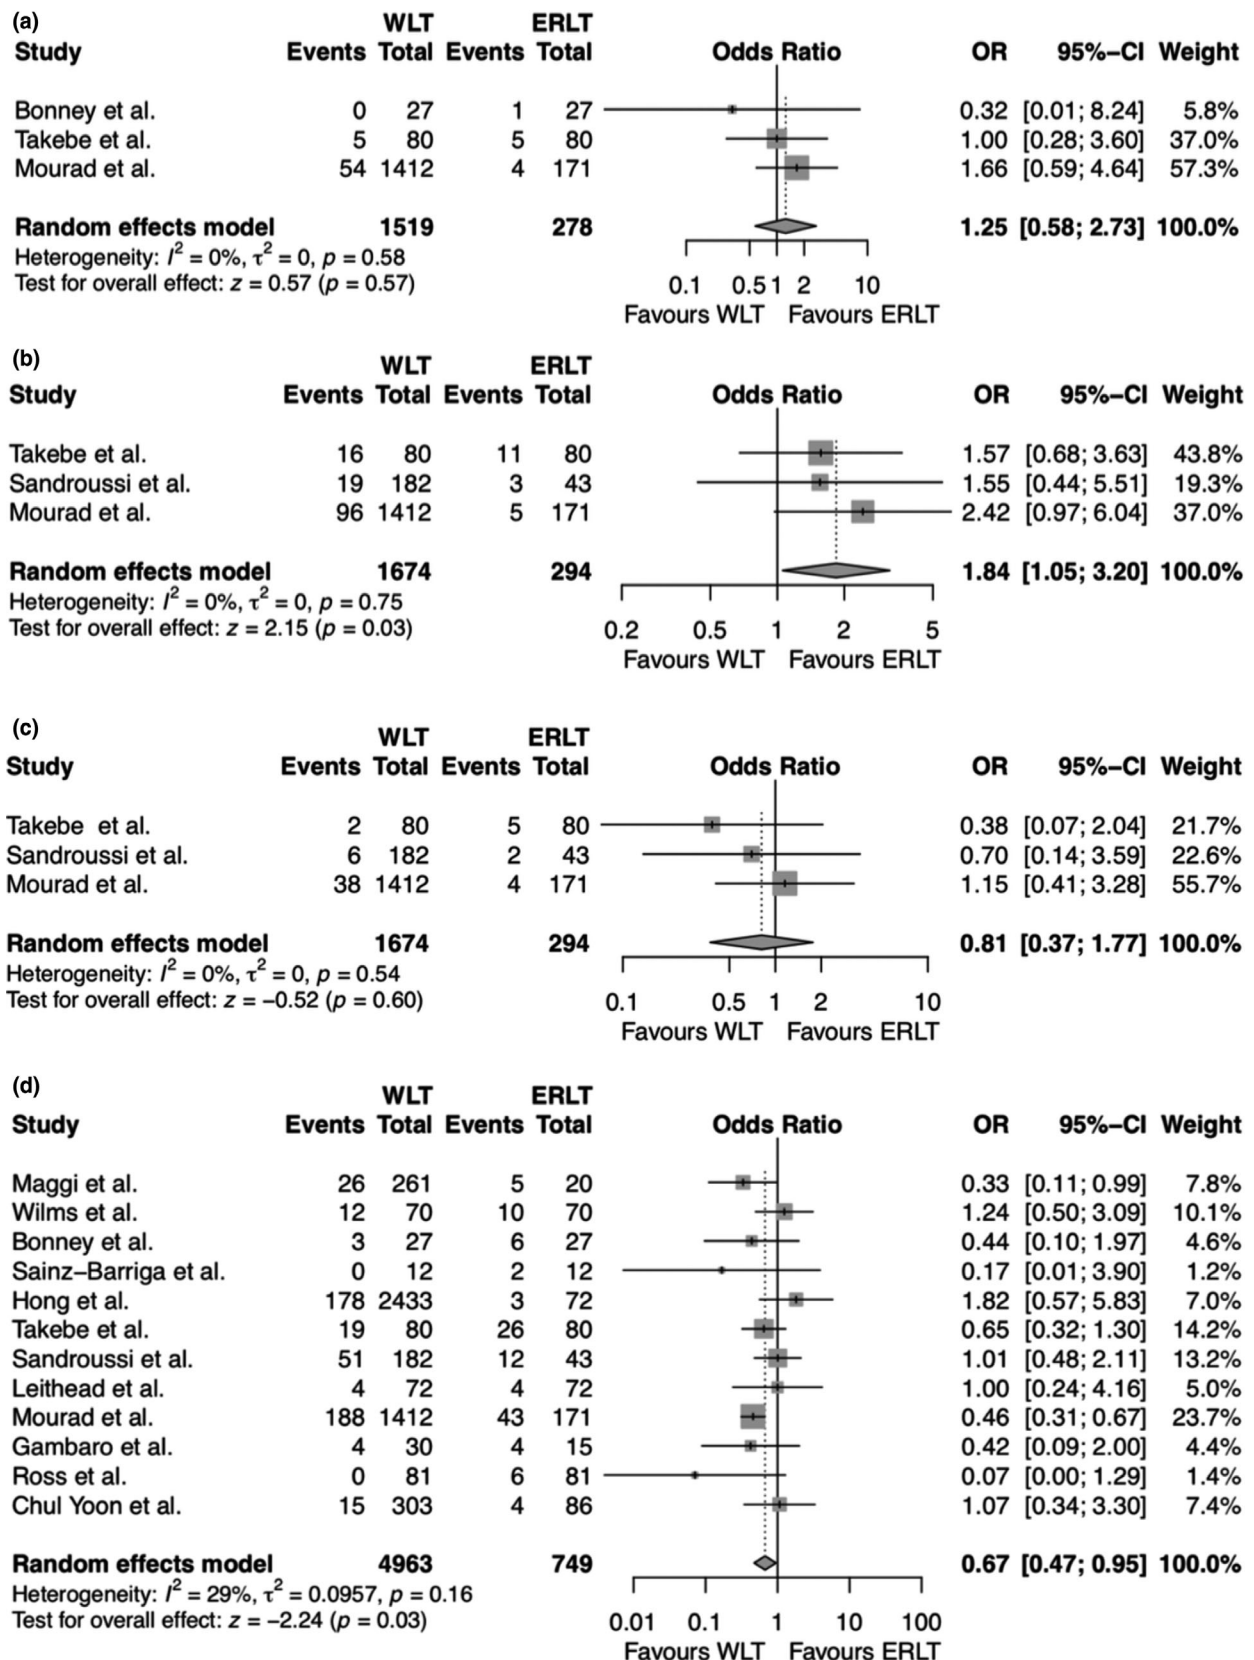 (a)
WLT ERLT
Study Events Total Events Total Odds Ratio OR 95%–CI Weight
Bonney et al. 0 27 1 27 0.32 [0.01; 8.24] 5.8%
Takebe et al. 5 80 5 80 1.00 [0.28; 3.60] 37.0%
Mourad et al. 54 1412 4 171 1.66 [0.59; 4.64] 57.3%
Random effects model 1519 278 1.25 [0.58; 2.73] 100.0%
Heterogeneity: I² = 0%, τ² = 0, p = 0.58
Test for overall effect: z = 0.57 (p = 0.57)
0.1 0.5 1 2 10
Favours WLT Favours ERLT
(b)
WLT ERLT
Study Events Total Events Total Odds Ratio OR 95%–CI Weight
Takebe et al. 16 80 11 80 1.57 [0.68; 3.63] 43.8%
Sandroussi et al. 19 182 3 43 1.55 [0.44; 5.51] 19.3%
Mourad et al. 96 1412 5 171 2.42 [0.97; 6.04] 37.0%
Random effects model 1674 294 1.84 [1.05; 3.20] 100.0%
Heterogeneity: I² = 0%, τ² = 0, p = 0.75
Test for overall effect: z = 2.15 (p = 0.03)
0.2 0.5 1 2 5
Favours WLT Favours ERLT
(c)
WLT ERLT
Study Events Total Events Total Odds Ratio OR 95%–CI Weight
Takebe et al. 2 80 5 80 0.38 [0.07; 2.04] 21.7%
Sandroussi et al. 6 182 2 43 0.70 [0.14; 3.59] 22.6%
Mourad et al. 38 1412 4 171 1.15 [0.41; 3.28] 55.7%
Random effects model 1674 294 0.81 [0.37; 1.77] 100.0%
Heterogeneity: I² = 0%, τ² = 0, p = 0.54
Test for overall effect: z = –0.52 (p = 0.60)
0.1 0.5 1 2 10
Favours WLT Favours ERLT
(d)
WLT ERLT
Study Events Total Events Total Odds Ratio OR 95%–CI Weight
Maggi et al. 26 261 5 20 0.33 [0.11; 0.99] 7.8%
Wilms et al. 12 70 10 70 1.24 [0.50; 3.09] 10.1%
Bonney et al. 3 27 6 27 0.44 [0.10; 1.97] 4.6%
Sainz–Barriga et al. 0 12 2 12 0.17 [0.01; 3.90] 1.2%
Hong et al. 178 2433 3 72 1.82 [0.57; 5.83] 7.0%
Takebe et al. 19 80 26 80 0.65 [0.32; 1.30] 14.2%
Sandroussi et al. 51 182 12 43 1.01 [0.48; 2.11] 13.2%
Leithead et al. 4 72 4 72 1.00 [0.24; 4.16] 5.0%
Mourad et al. 188 1412 43 171 0.46 [0.31; 0.67] 23.7%
Gambaro et al. 4 30 4 15 0.42 [0.09; 2.00] 4.4%
Ross et al. 0 81 6 81 0.07 [0.00; 1.29] 1.4%
Chul Yoon et al. 15 303 4 86 1.07 [0.34; 3.30] 7.4%
Random effects model 4963 749 0.67 [0.47; 0.95] 100.0%
Heterogeneity: I² = 29%, τ² = 0.0957, p = 0.16
Test for overall effect: z = –2.24 (p = 0.03)
0.01 0.1 1 10 100
Favours WLT Favours ERLT